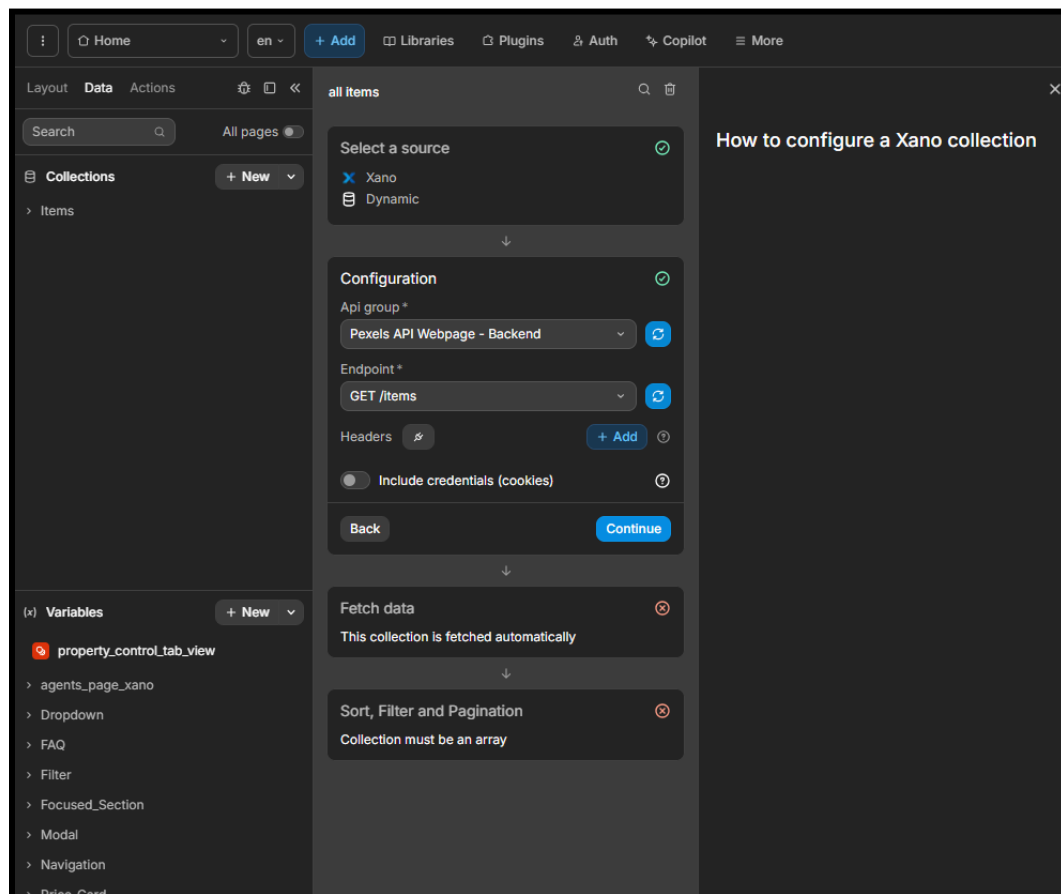 Home
en
+ Add
Libraries
Plugins
Auth
Copilot
More
Layout Data Actions
Search
All pages
Collections
+ New
Items
Variables
+ New
property_control_tab_view
agents_page_xano
Dropdown
FAQ
Filter
Focused_Section
Modal
Navigation
Price_Card
all items
Select a source
Xano
Dynamic
Configuration
Api group *
Pexels API Webpage - Backend
Endpoint *
GET /items
Headers
+ Add
Include credentials (cookies)
Back
Continue
Fetch data
This collection is fetched automatically
Sort, Filter and Pagination
Collection must be an array
How to configure a Xano collection